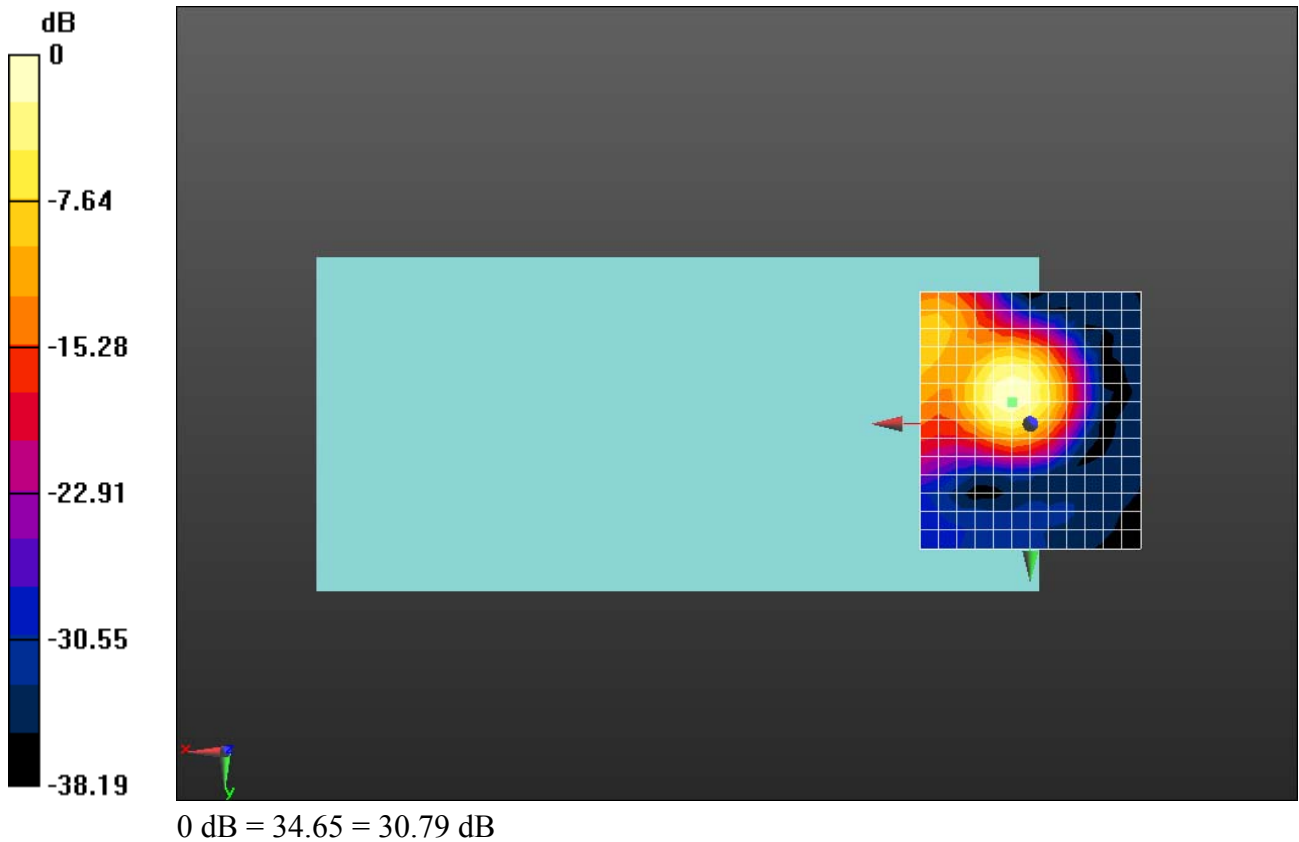 dB
0
-7.64
-15.28
-22.91
-30.55
-38.19
x
z
y
0 dB = 34.65 = 30.79 dB